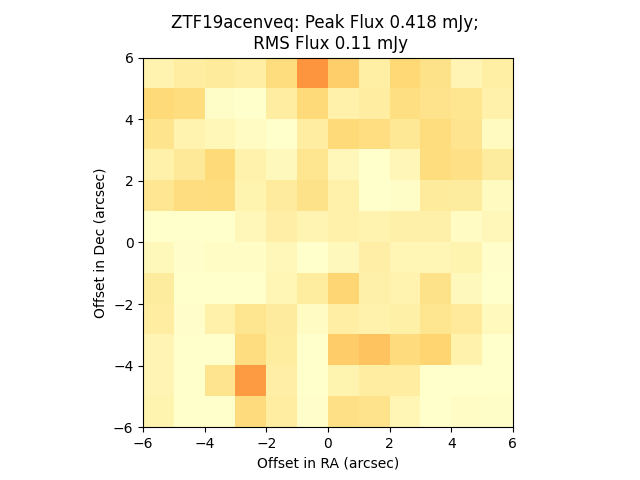 ZTF19acenveq: Peak Flux 0.418 mJy;
RMS Flux 0.11 mJy
6
4
2
0
−2
−4
−6
Offset in Dec (arcsec)
−6 −4 −2 0 2 4 6
Offset in RA (arcsec)